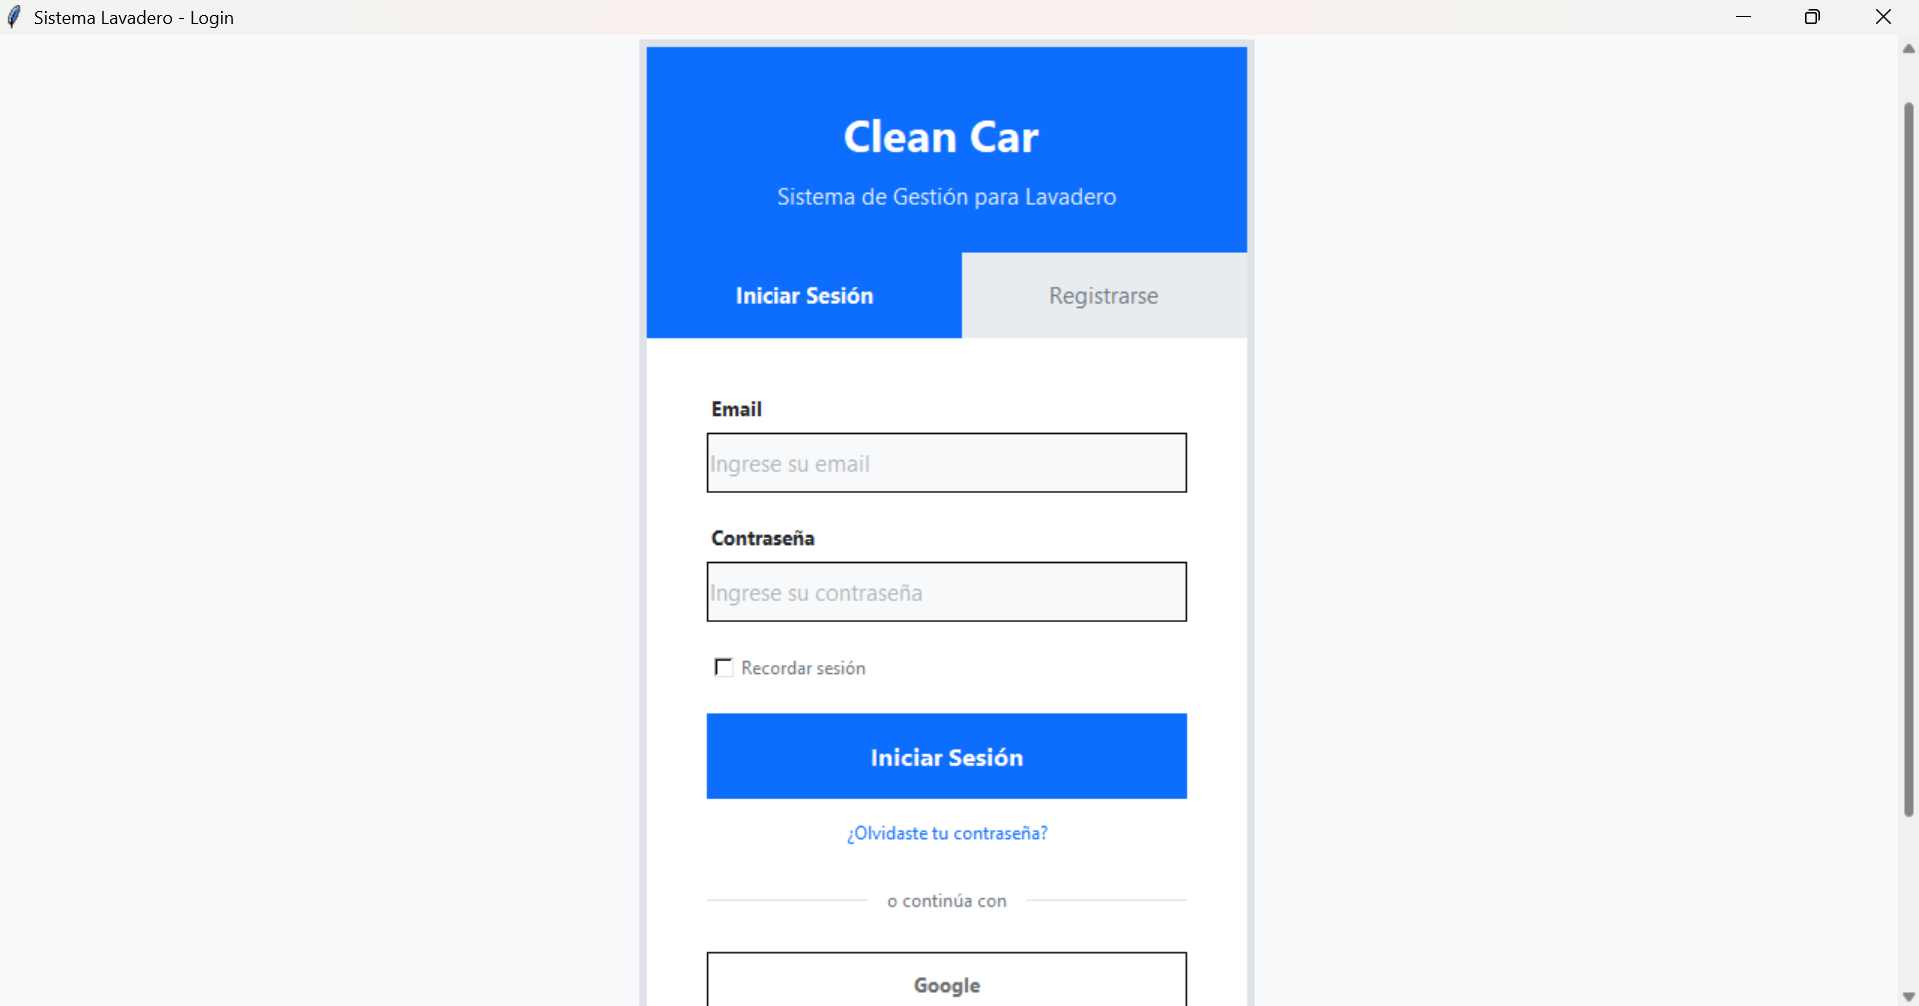 Sistema Lavadero - Login
Clean Car
Sistema de Gestión para Lavadero
Iniciar Sesión
Registrarse
Email
Ingrese su email
Contraseña
Ingrese su contraseña
Recordar sesión
Iniciar Sesión
¿Olvidaste tu contraseña?
o continúa con
Google